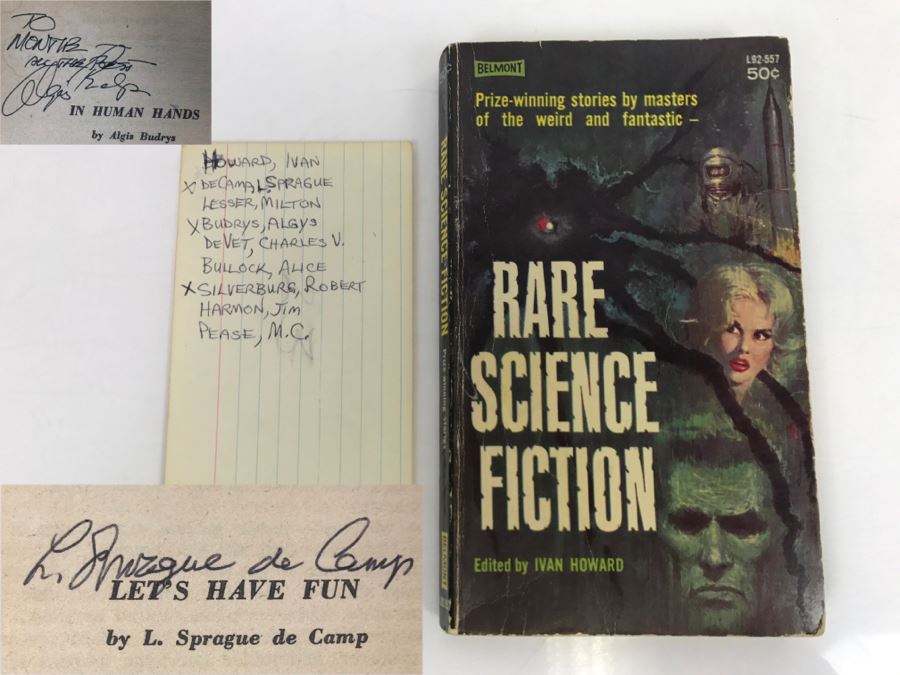 TO
MONTIE
IN HUMAN HANDS
by Algis Budrys
HOWARD, IVAN
X DECAMP, L. SPRAGUE
LESSER, MILTON
X BUDRYS, ALGYS
DEVET, CHARLES V.
BULLOCK, ALICE
X SILVERBURG, ROBERT
HARMON, JIM
PEASE, M.C.
L. Sprague de Camp
LET'S HAVE FUN
by L. Sprague de Camp
BELMONT
L92-557
50¢
Prize-winning stories by masters
of the weird and fantastic —
RARE
SCIENCE
FICTION
Edited by IVAN HOWARD
RARE SCIENCE FICTION Prize-winning stories